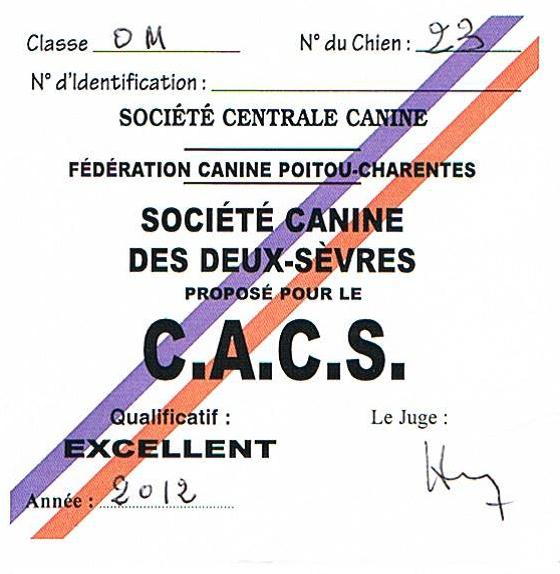 Classe OM N° du Chien : 23
N° d'Identification :
SOCIÉTÉ CENTRALE CANINE
FÉDÉRATION CANINE POITOU-CHARENTES
SOCIÉTÉ CANINE
DES DEUX-SÈVRES
PROPOSÉ POUR LE
C.A.C.S.
Qualificatif : Le Juge :
EXCELLENT
Année : 2012